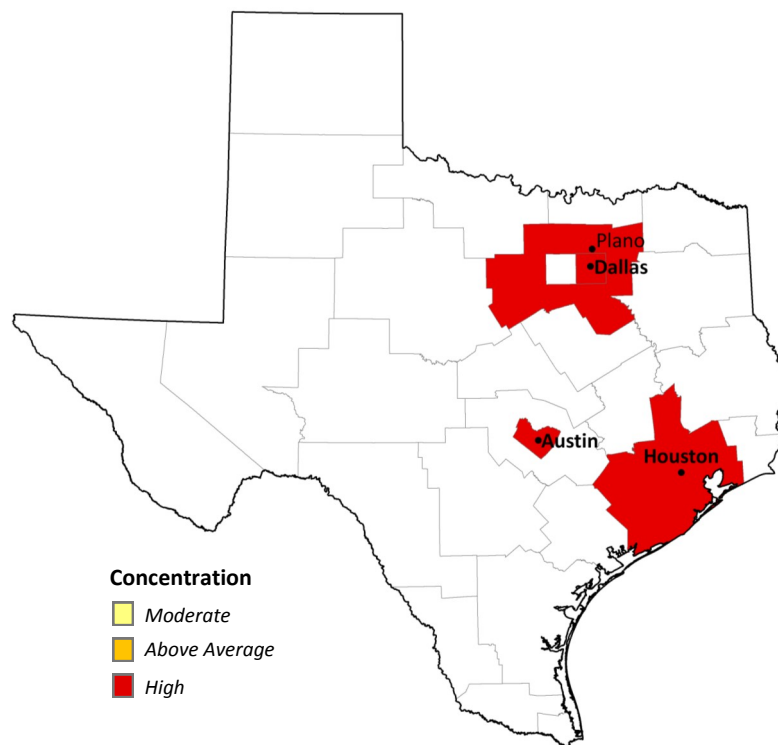 Plano
Dallas
Austin
Houston
Concentration
Moderate
Above Average
High